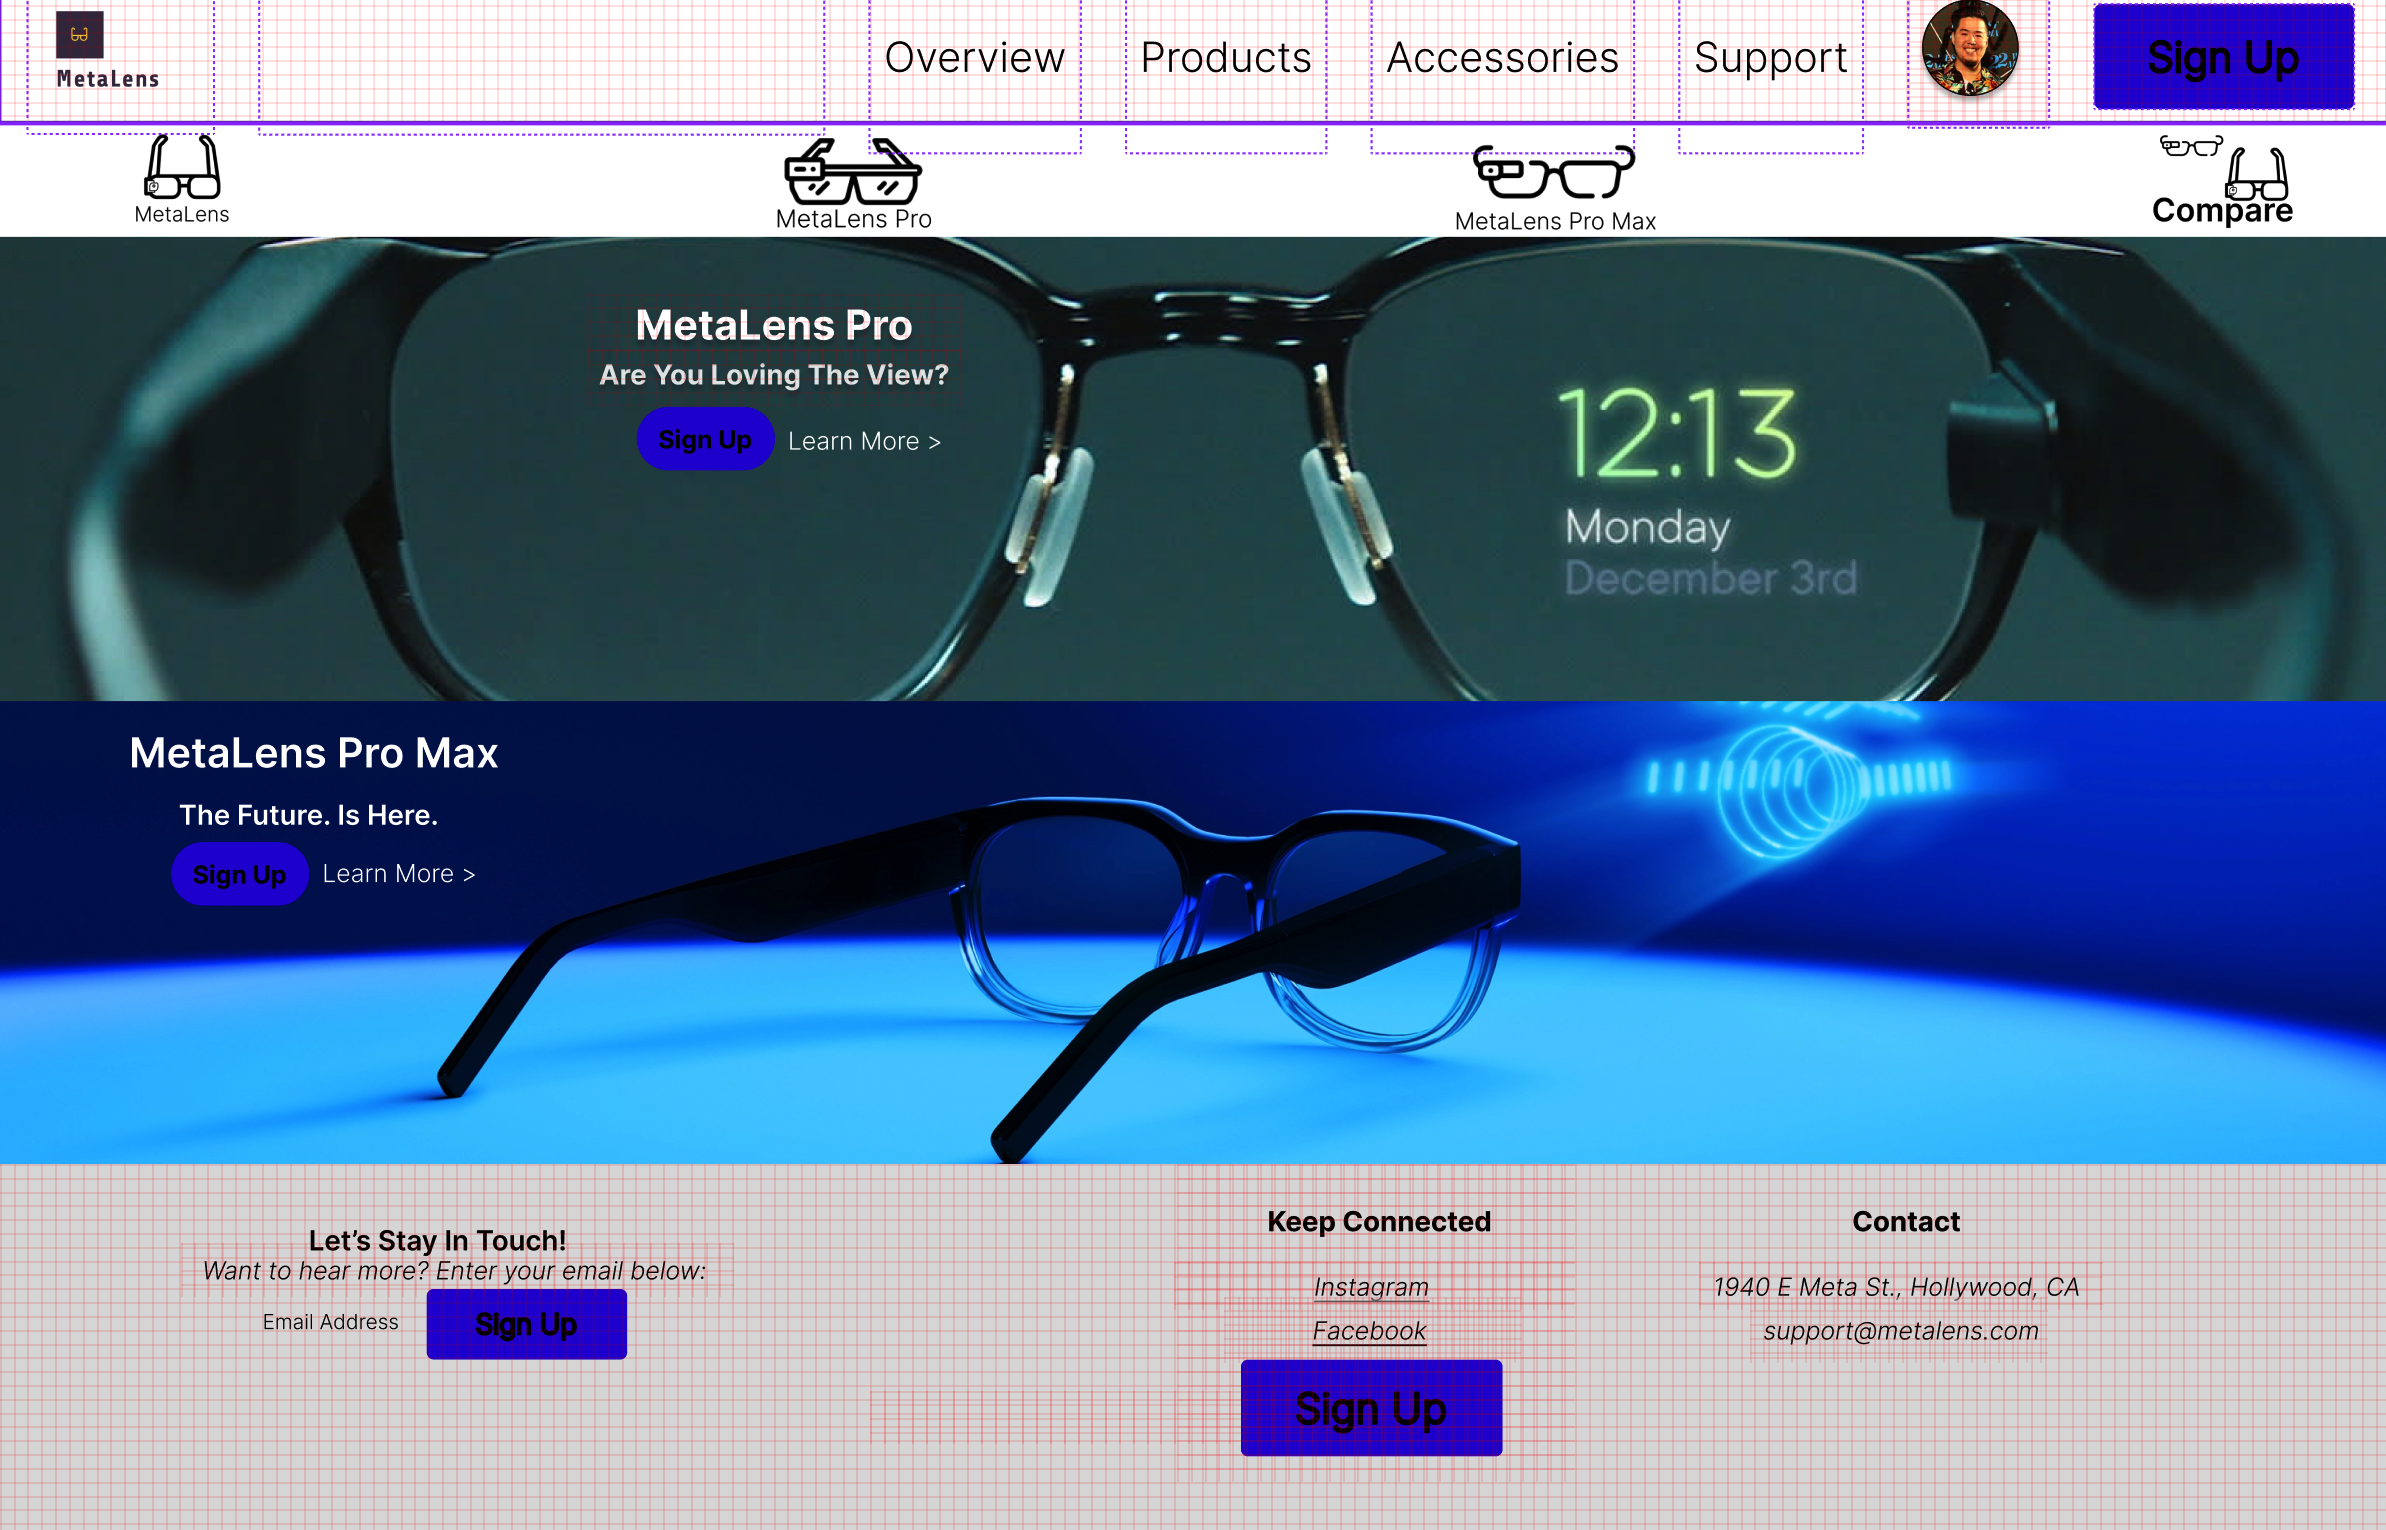 MetaLens
Overview
Products
Accessories
Support
Sign Up
MetaLens
MetaLens Pro
MetaLens Pro Max
Compare
MetaLens Pro
Are You Loving The View?
Sign Up
Learn More >
12:13
Monday
December 3rd
MetaLens Pro Max
The Future. Is Here.
Sign Up
Learn More >
Let’s Stay In Touch!
Want to hear more? Enter your email below:
Email Address
Sign Up
Keep Connected
Instagram
Facebook
Sign Up
Contact
1940 E Meta St., Hollywood, CA
support@metalens.com